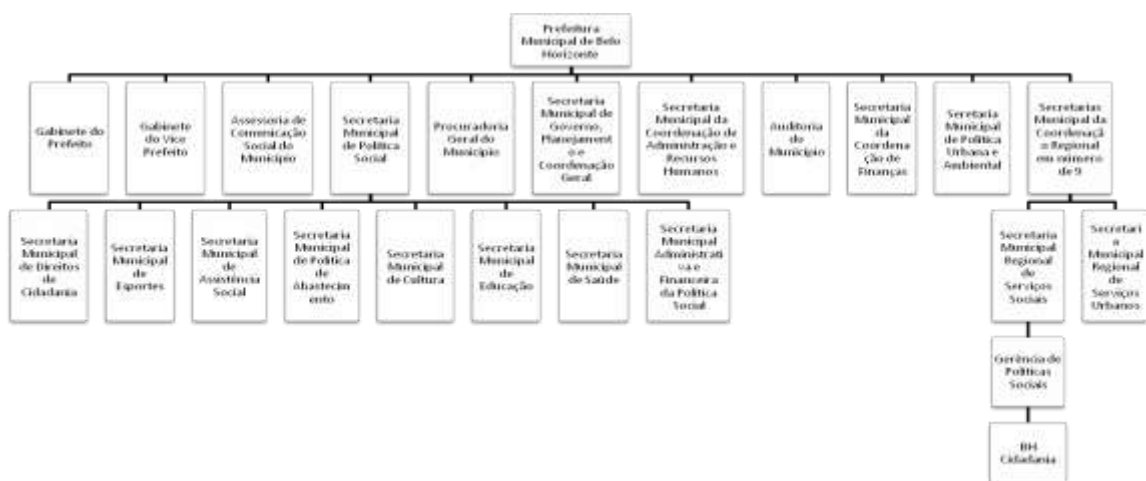 Prefeitura
Municipal de Belo
Horizonte
Gabinete do
Prefeito
Gabinete
do Vice
Prefeito
Assessoria de
Comunicação
Social do
Município
Secretaria
Municipal
de Política
Social
Procuradoria
Geral do
Município
Secretaria
Municipal de
Governo,
Planejament
o e
Coordenação
Geral
Secretaria
Municipal da
Coordenação de
Administração e
Recursos
Humanos
Auditoria
do Município
Secretaria
Municipal
da
Coordena
ção de
Finanças
Seretaria
Municipal
de Política
Urbana e
Ambiental
Secretarias
Municipal da
Coordenaçã
o Regional
em número
de 9
Secretaria
Municipal
de Direitos
de
Cidadania
Secretaria
Municipal
de
Esportes
Secretaria
Municipal
de
Assistência
Social
Secretaria
Municipal
de Política
de
Abastecim
ento
Secretaria
Municipal
de Cultura
Secretaria
Municipal
de
Educação
Secretaria
Municipal
de Saúde
Secretaria
Municipal
Administrati
va e
Financeira
da Política
Social
Secretaria
Municipal
Regional
de
Serviços
Sociais
Secretari
a
Municipal
Regional
de
Serviços
Urbanos
Gerência de
Políticas
Sociais
BH
Cidadania